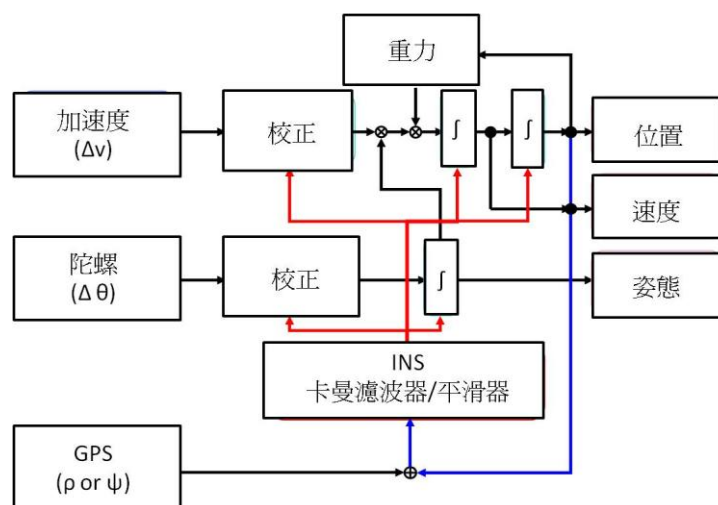 重力
加速度
(Δv)
校正
∫
∫
位置
速度
陀螺
(Δ θ)
校正
∫
姿態
INS
卡曼濾波器/平滑器
GPS
(ρ or ψ)